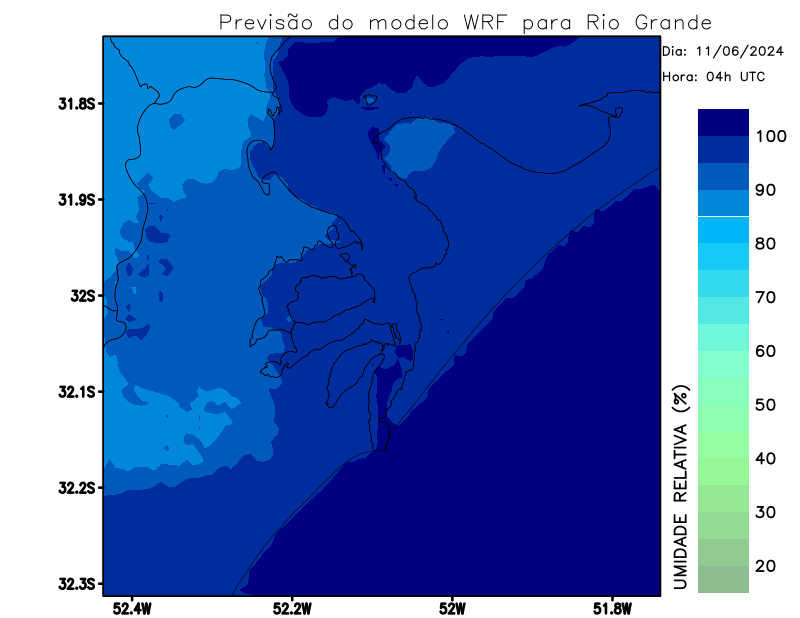 Previsão do modelo WRF para Rio Grande
Dia: 11/06/2024
Hora: 04h UTC
31.8S
31.9S
32S
32.1S
32.2S
32.3S
52.4W
52.2W
52W
51.8W
100
90
80
70
60
50
40
30
20
UMIDADE RELATIVA (%)